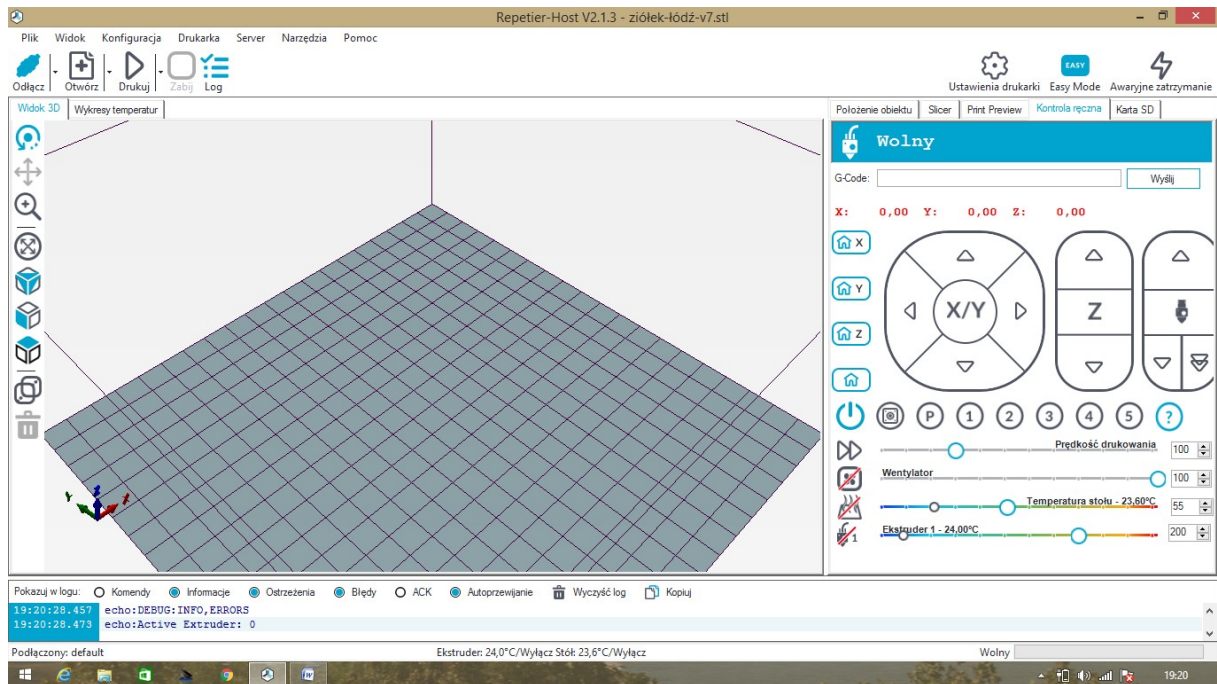 Repetier-Host V2.1.3 - ziółek-łódź-v7.stl
Plik Widok Konfiguracja Drukarka Server Narzędzia Pomoc
Odłącz Otwórz Drukuj Zabij Log Ustawienia drukarki EASY Easy Mode Awaryjne zatrzymanie
Widok 3D Wykresy temperatur
Położenie obiektu Slicer Print Preview Kontrola ręczna Karta SD
Wolny
G-Code: Wyślij
X: 0,00 Y: 0,00 Z: 0,00
X
Y
Z
X/Y Z
P 1 2 3 4 5 ?
Prędkość drukowania 100
Wentylator 100
Temperatura stołu - 23,60°C 55
1 Ekstruder 1 - 24,00°C 200
Y Z X
Pokazuj w logu: Komendy Informacje Ostrzeżenia Błędy ACK Autoprzewijanie Wyczyść log Kopiuj
19:20:28.457 echo:DEBUG:INFO,ERRORS
19:20:28.473 echo:Active Extruder: 0
Podłączony: default Ekstruder: 24,0°C/Wyłącz Stół: 23,6°C/Wyłącz Wolny
19:20